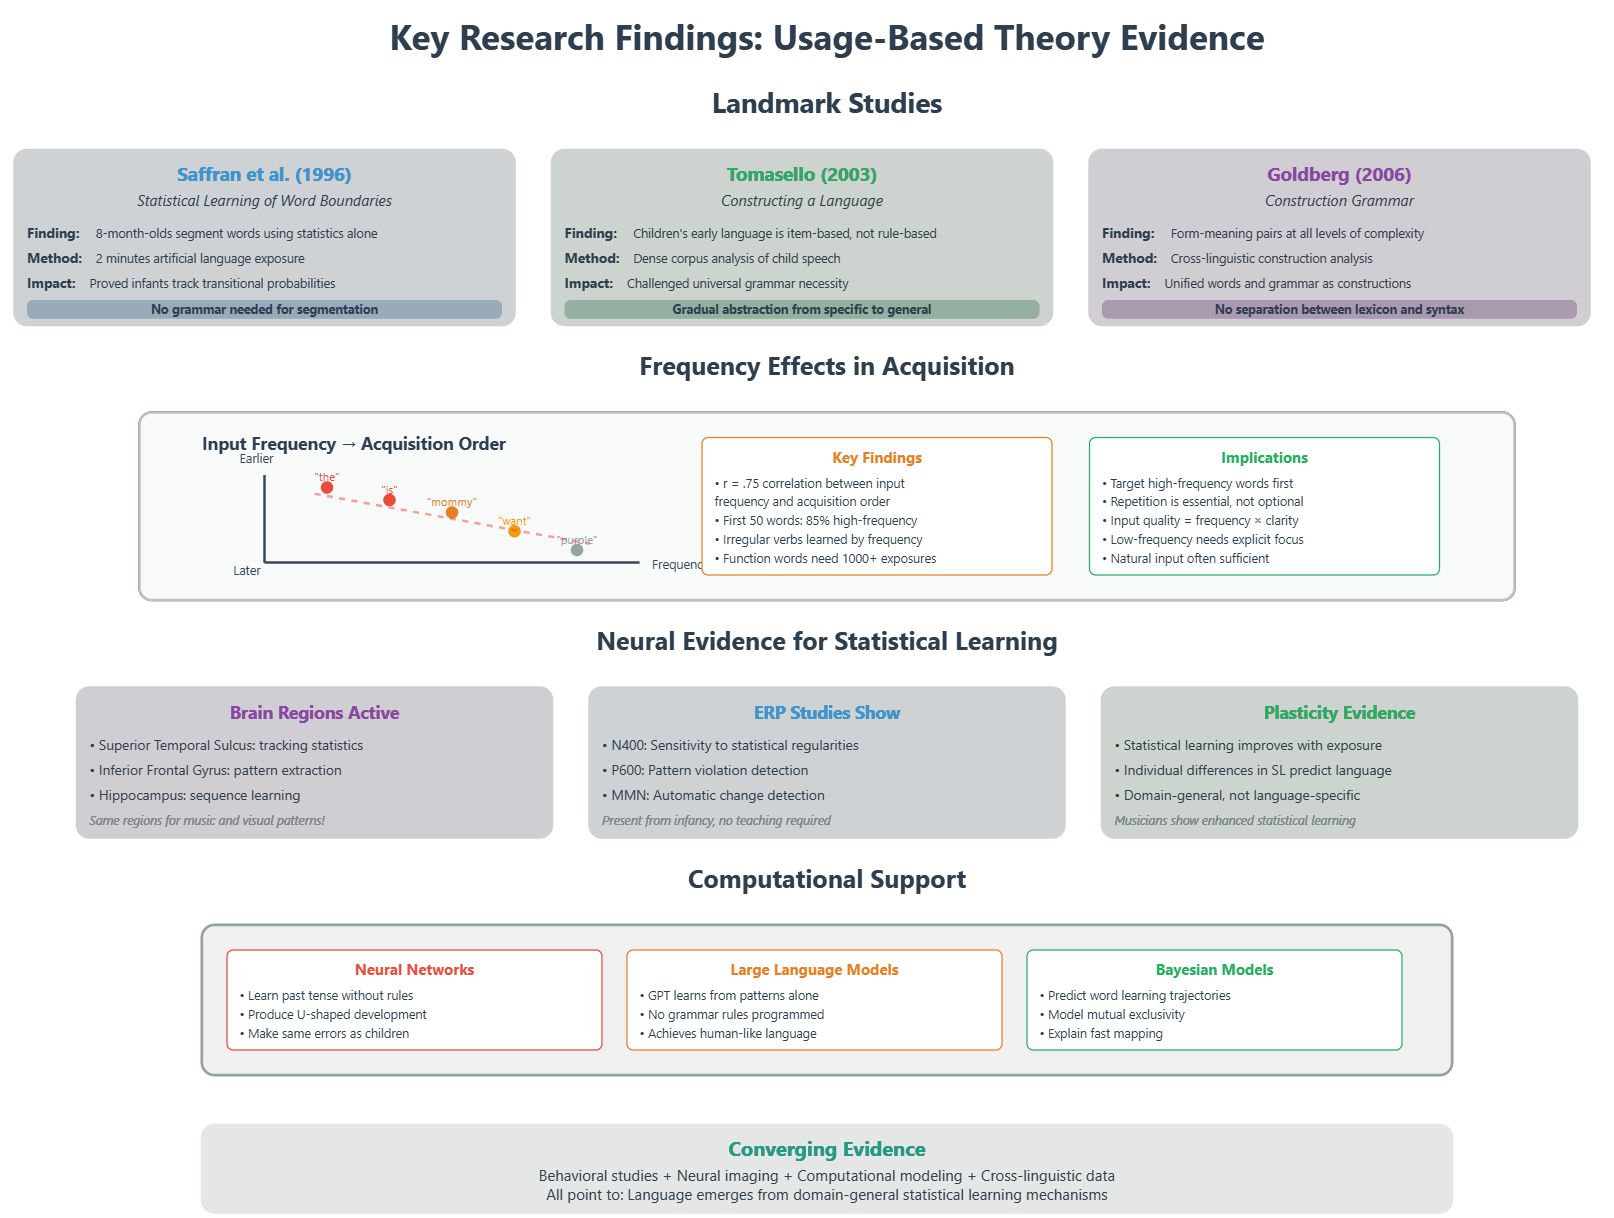 Key Research Findings: Usage-Based Theory Evidence
Landmark Studies
Saffran et al. (1996)
Statistical Learning of Word Boundaries
Finding: 8-month-olds segment words using statistics alone
Method: 2 minutes artificial language exposure
Impact: Proved infants track transitional probabilities
No grammar needed for segmentation
Tomasello (2003)
Constructing a Language
Finding: Children's early language is item-based, not rule-based
Method: Dense corpus analysis of child speech
Impact: Challenged universal grammar necessity
Gradual abstraction from specific to general
Goldberg (2006)
Construction Grammar
Finding: Form-meaning pairs at all levels of complexity
Method: Cross-linguistic construction analysis
Impact: Unified words and grammar as constructions
No separation between lexicon and syntax
Frequency Effects in Acquisition
Input Frequency → Acquisition Order
Earlier
"the"
"is"
"mommy"
"want"
"purple"
Later
Frequenc
Key Findings
• r = .75 correlation between input
frequency and acquisition order
• First 50 words: 85% high-frequency
• Irregular verbs learned by frequency
• Function words need 1000+ exposures
Implications
• Target high-frequency words first
• Repetition is essential, not optional
• Input quality = frequency × clarity
• Low-frequency needs explicit focus
• Natural input often sufficient
Neural Evidence for Statistical Learning
Brain Regions Active
• Superior Temporal Sulcus: tracking statistics
• Inferior Frontal Gyrus: pattern extraction
• Hippocampus: sequence learning
Same regions for music and visual patterns!
ERP Studies Show
• N400: Sensitivity to statistical regularities
• P600: Pattern violation detection
• MMN: Automatic change detection
Present from infancy, no teaching required
Plasticity Evidence
• Statistical learning improves with exposure
• Individual differences in SL predict language
• Domain-general, not language-specific
Musicians show enhanced statistical learning
Computational Support
Neural Networks
• Learn past tense without rules
• Produce U-shaped development
• Make same errors as children
Large Language Models
• GPT learns from patterns alone
• No grammar rules programmed
• Achieves human-like language
Bayesian Models
• Predict word learning trajectories
• Model mutual exclusivity
• Explain fast mapping
Converging Evidence
Behavioral studies + Neural imaging + Computational modeling + Cross-linguistic data
All point to: Language emerges from domain-general statistical learning mechanisms